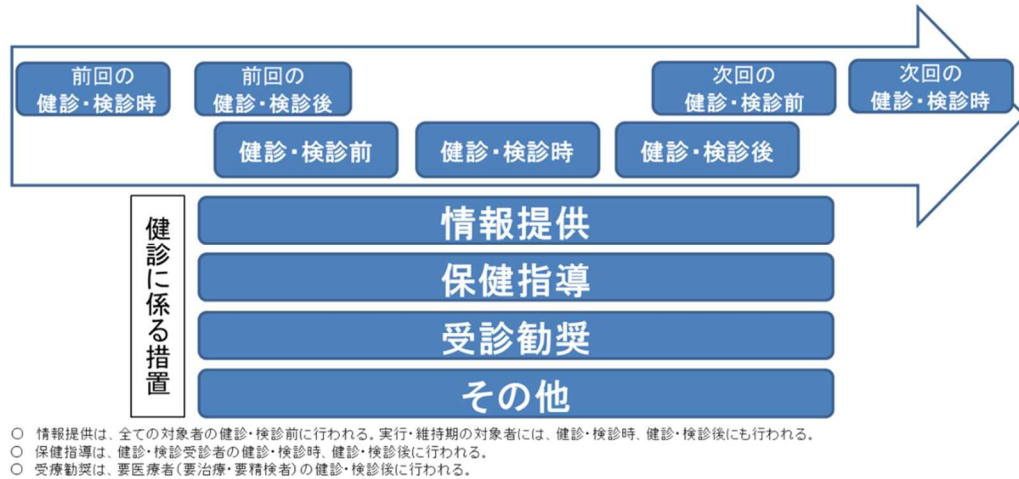 前回の
健診・検診時
前回の
健診・検診後
次回の
健診・検診前
次回の
健診・検診時
健診・検診前
健診・検診時
健診・検診後
健診に係る措置
情報提供
保健指導
受診勧奨
その他
○ 情報提供は、全ての対象者の健診・検診前に行われる。実行・維持期の対象者には、健診・検診時、健診・検診後にも行われる。
○ 保健指導は、健診・検診受診者の健診・検診時、健診・検診後に行われる。
○ 受療勧奨は、要医療者（要治療・要精検者）の健診・検診後に行われる。